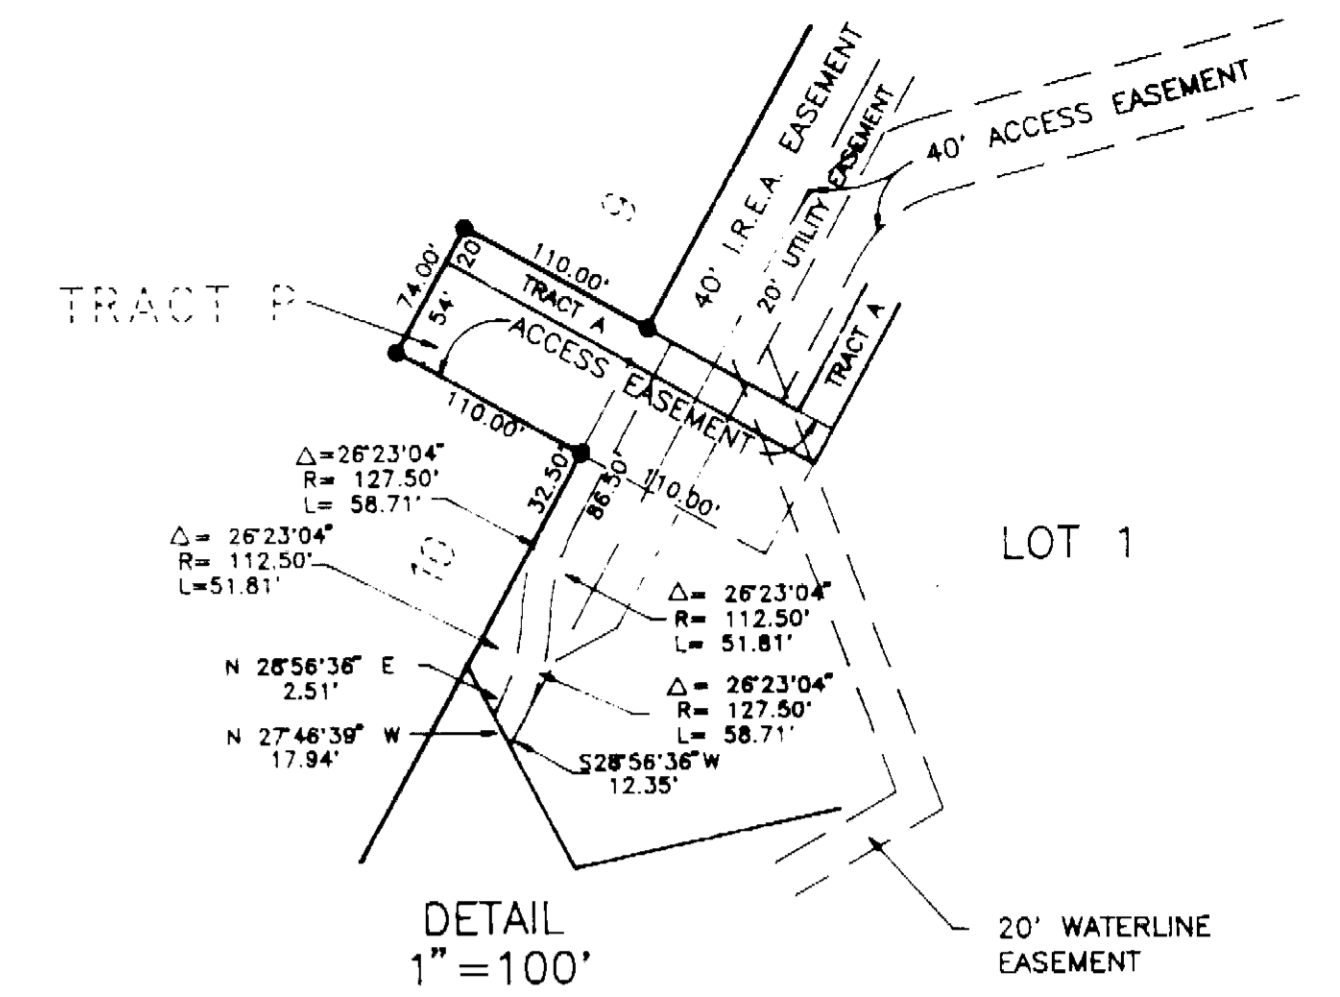 40' I.R.E.A. EASEMENT
20' UTILITY EASEMENT
40' ACCESS EASEMENT
9
TRACT P
74.00'
20'
54'
110.00'
TRACT A
ACCESS EASEMENT
TRACT A
110.00'
32.50'
86.50'
110.00'
△=26°23'04"
R= 127.50'
L= 58.71'
△= 26°23'04"
R= 112.50'
L=51.81'
10
LOT 1
△= 26°23'04"
R= 112.50'
L= 51.81'
N 28°56'36" E
2.51'
△= 26°23'04"
R= 127.50'
L= 58.71'
N 27°46'39" W
17.94'
S28°56'36"W
12.35'
DETAIL
1"=100'
20' WATERLINE
EASEMENT